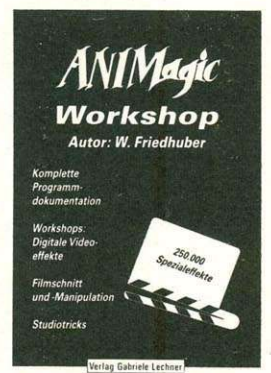 ANIMagic
Workshop
Autor: W. Friedhuber
Komplette
Programm-
dokumentation
Workshops:
Digitale Video-
effekte
250.000
Spezialeffekte
Filmschnitt
und -Manipulation
Studiotricks
Verlag Gabriele Lechner